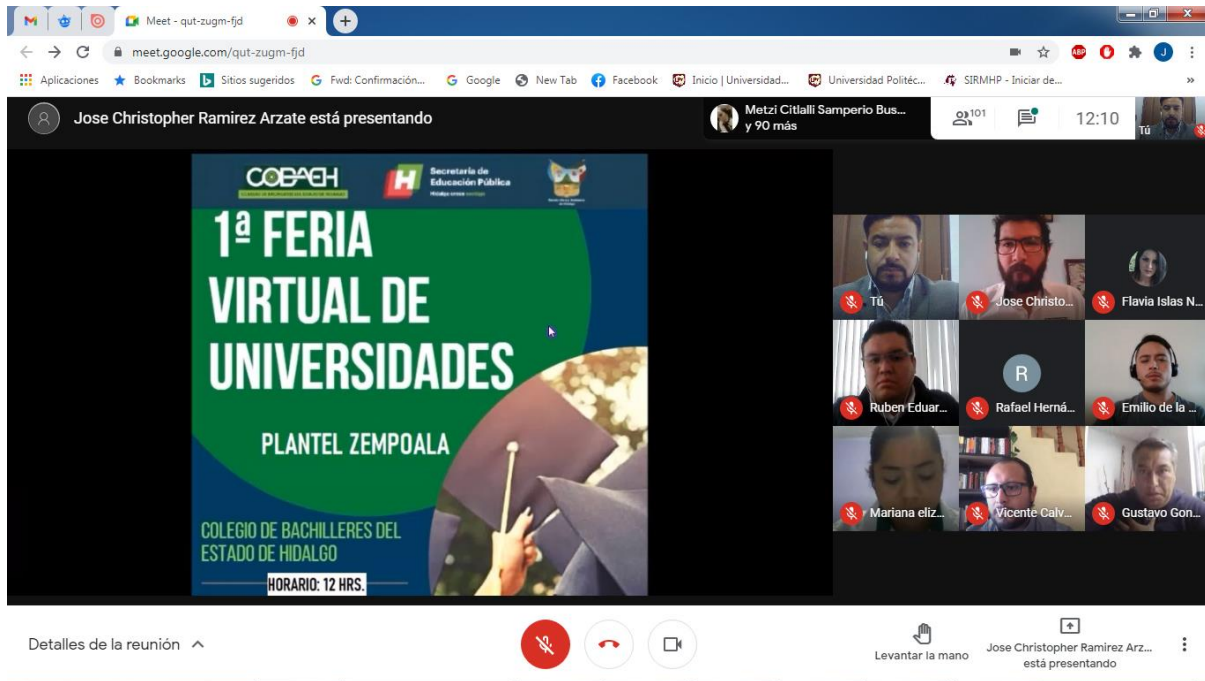 Meet - qut-zugm-fjd
meet.google.com/qut-zugm-fjd
ABP
J
Aplicaciones
Bookmarks
Sitios sugeridos
Fwd: Confirmación...
Google
New Tab
Facebook
Inicio | Universidad...
Universidad Politéc...
SIRMHP - Iniciar de...
»
Jose Christopher Ramirez Arzate está presentando
Metzi Citlalli Samperio Bus...
y 90 más
101
12:10
Tú
COBAEH
H
Secretaría de
Educación Pública
1ª FERIA
VIRTUAL DE
UNIVERSIDADES
PLANTEL ZEMPOALA
COLEGIO DE BACHILLERES DEL
ESTADO DE HIDALGO
HORARIO: 12 HRS.
Tú
Jose Christo...
Flavia Islas N...
Ruben Eduar...
R
Rafael Herná...
Emilio de la ...
Mariana eliz...
Vicente Calv...
Gustavo Gon...
Detalles de la reunión
Levantar la mano
Jose Christopher Ramirez Arz...
está presentando